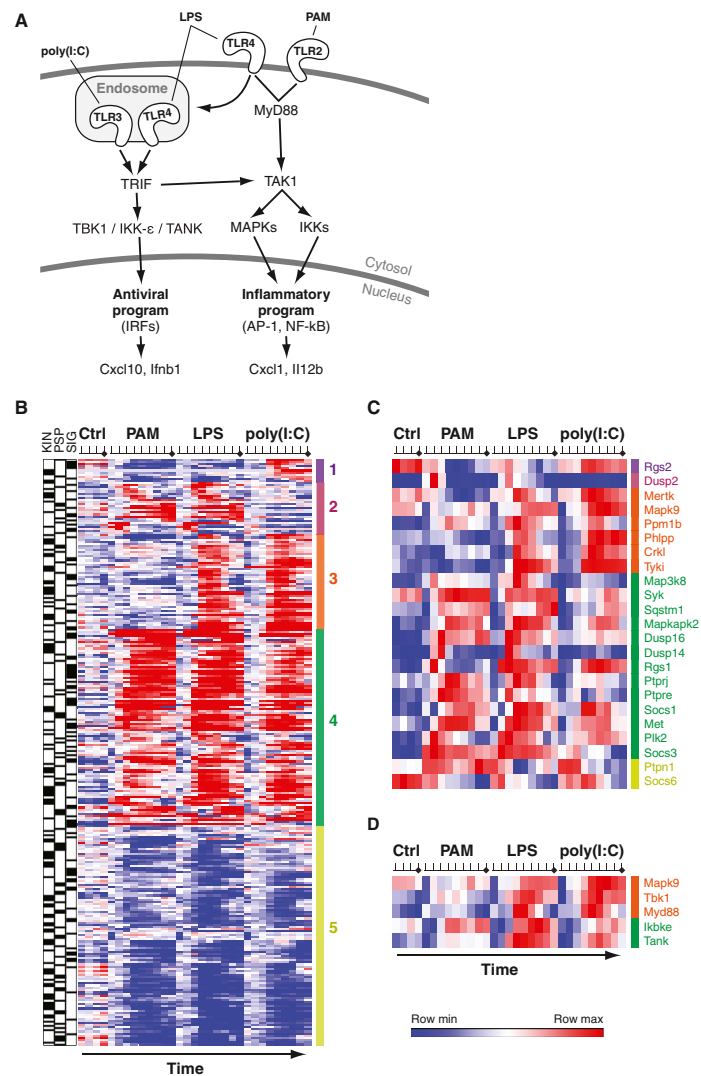 A
LPS
PAM
poly(I:C)
TLR4
TLR2
Endosome
TLR3
TLR4
MyD88
TRIF
TAK1
TBK1 / IKK-ε / TANK
MAPKs
IKKs
Cytosol
Nucleus
Antiviral
program
(IRFs)
Inflammatory
program
(AP-1, NF-kB)
Cxcl10, Ifnb1
Cxcl1, Il12b
B
KIN
PSP
SIG
Ctrl
PAM
LPS
poly(I:C)
1
2
3
4
5
Time
C
Ctrl
PAM
LPS
poly(I:C)
Rgs2
Dusp2
Mertk
Mapk9
Ppm1b
Phlpp
Crkl
Tyki
Map3k8
Syk
Sqstm1
Mapkapk2
Dusp16
Dusp14
Rgs1
Ptprj
Ptpre
Socs1
Met
Plk2
Socs3
Ptpn1
Socs6
D
Ctrl
PAM
LPS
poly(I:C)
Mapk9
Tbk1
Myd88
Ikbke
Tank
Time
Row min
Row max